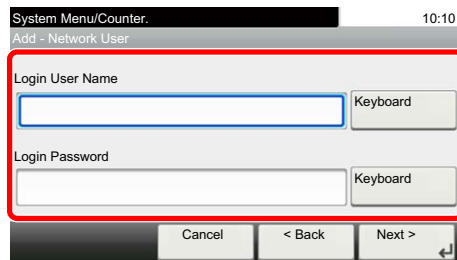 System Menu/Counter. 10:10
Add - Network User
Login User Name
Keyboard
Login Password
Keyboard
Cancel < Back Next >